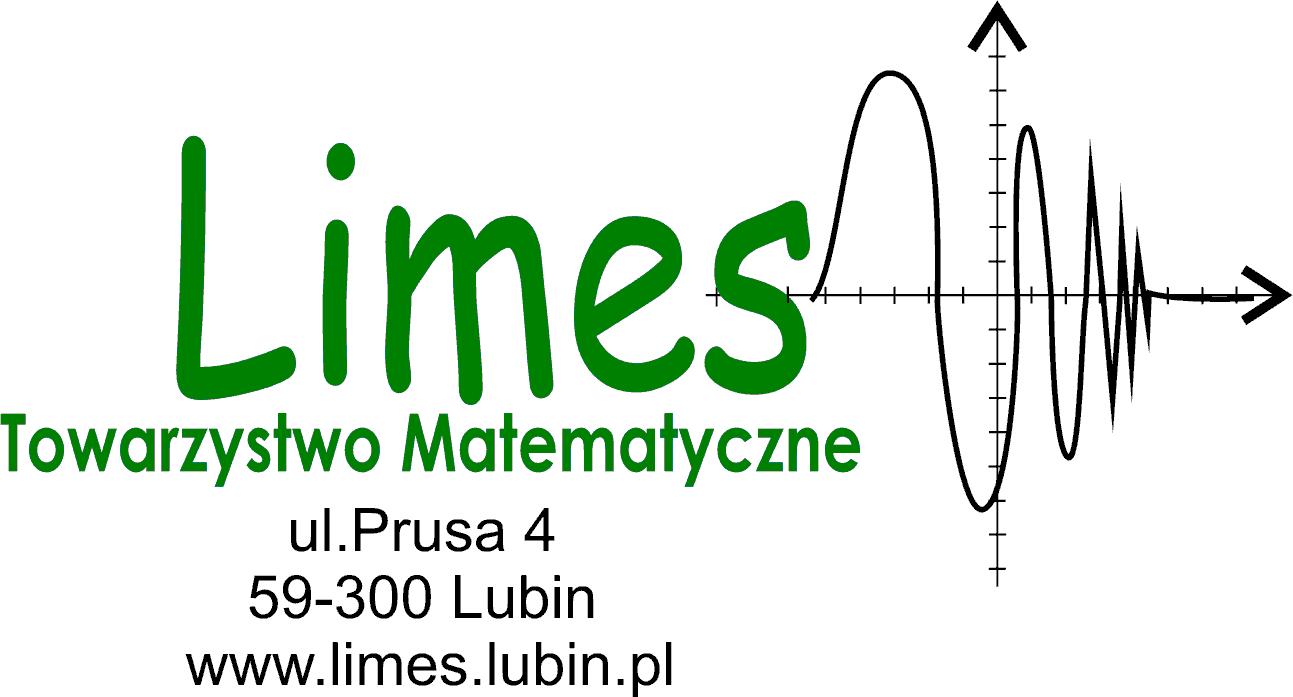 Limes
Towarzystwo Matematyczne
ul.Prusa 4
59-300 Lubin
www.limes.lubin.pl